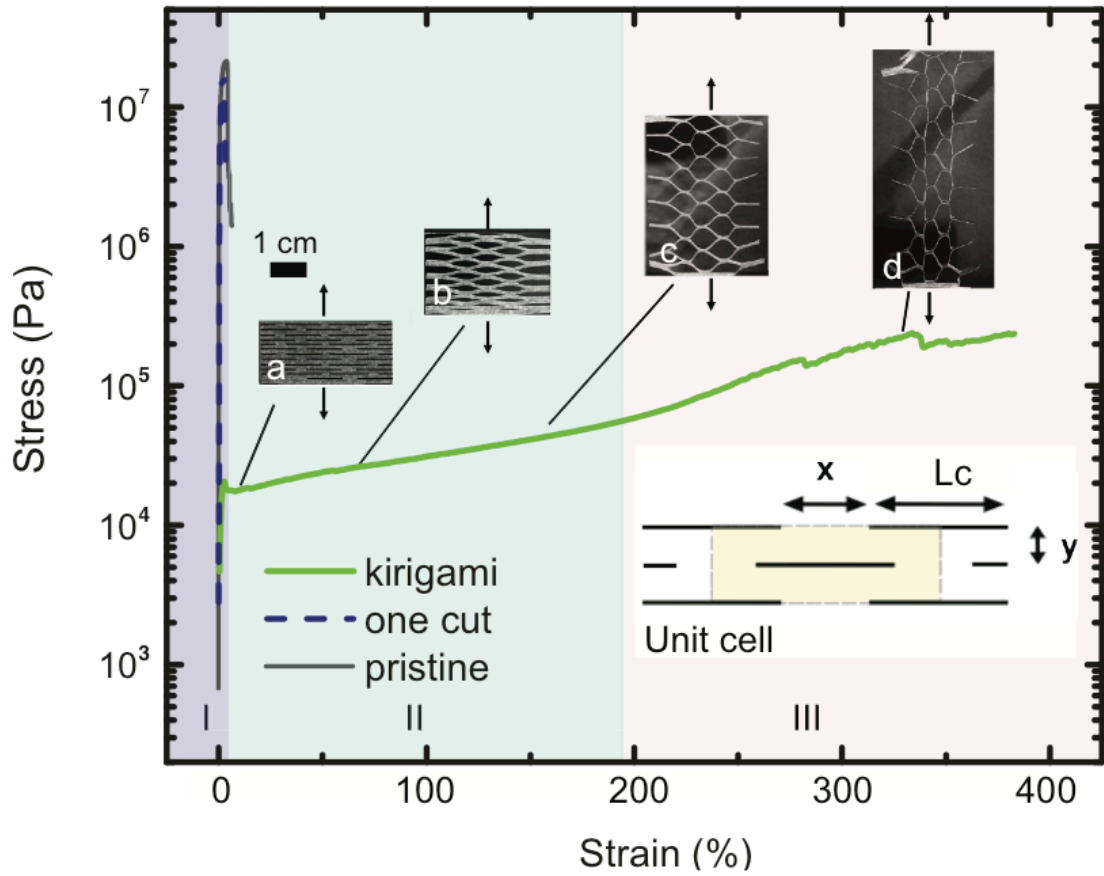 10⁷
10⁶
10⁵
10⁴
10³
Stress (Pa)
1 cm
a
b
c
d
kirigami
one cut
pristine
x
Lc
y
Unit cell
I
II
III
0
100
200
300
400
Strain (%)